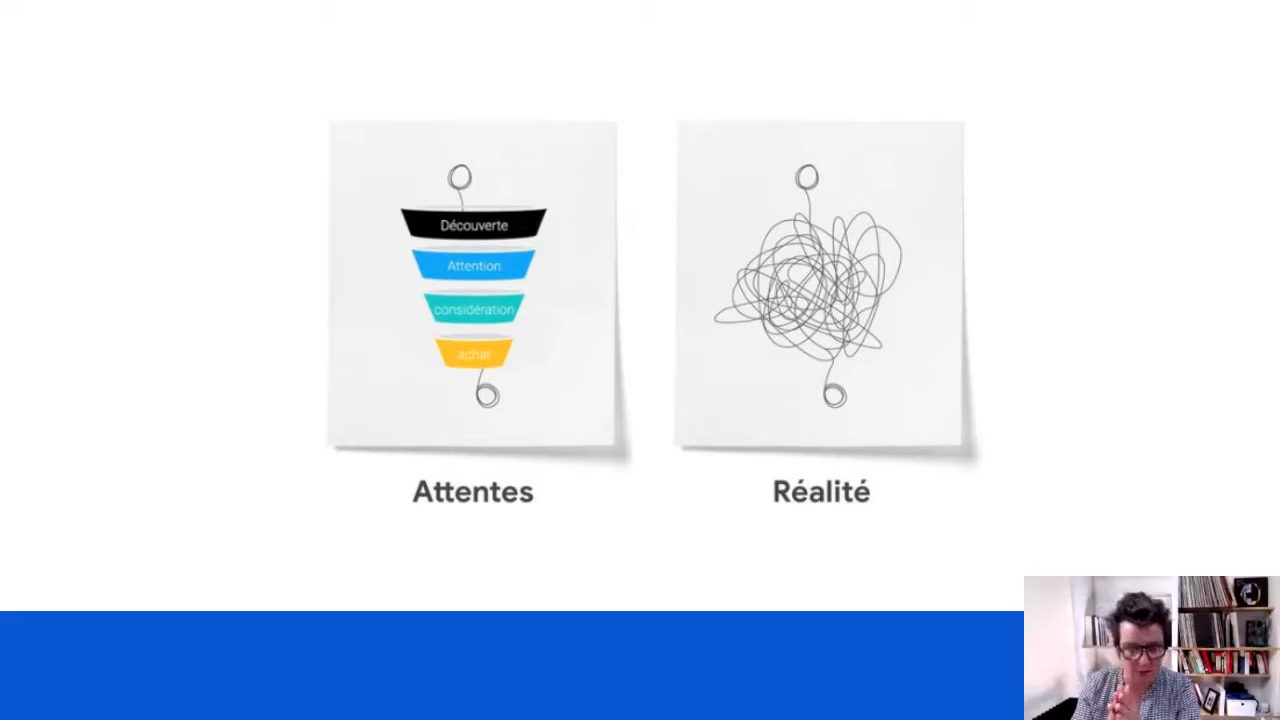 Découverte
Attention
considération
achat
Attentes
Réalité